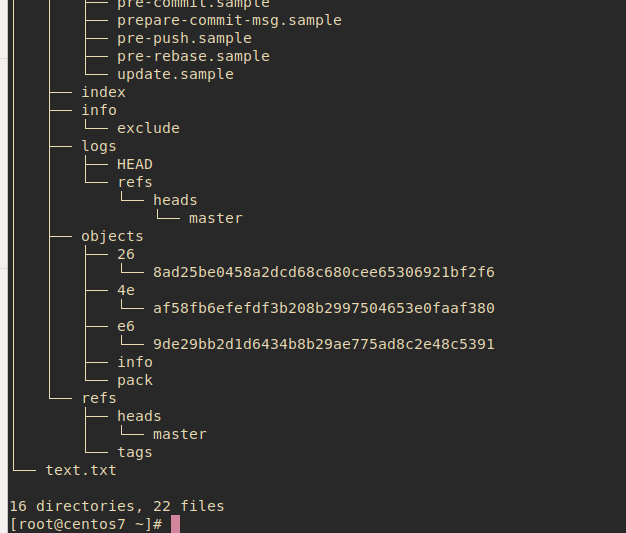 pre-commit.sample
prepare-commit-msg.sample
pre-push.sample
pre-rebase.sample
update.sample
index
info
exclude
logs
HEAD
refs
heads
master
objects
26
8ad25be0458a2dcd68c680cee65306921bf2f6
4e
af58fb6efefdf3b208b2997504653e0faaf380
e6
9de29bb2d1d6434b8b29ae775ad8c2e48c5391
info
pack
refs
heads
master
tags
text.txt
16 directories, 22 files
[root@centos7 ~]#